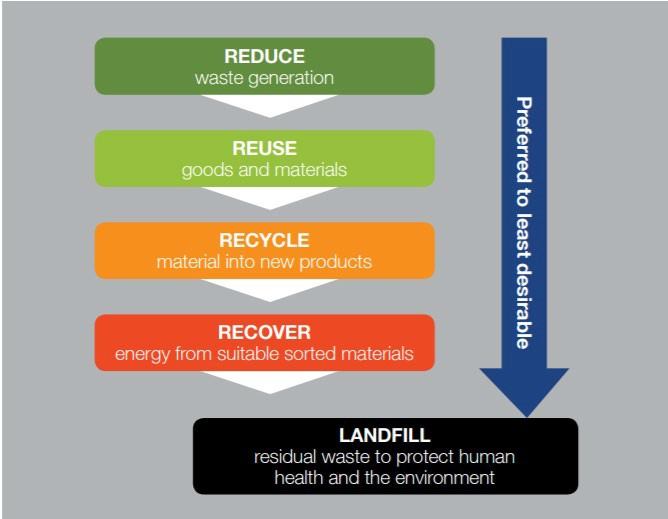 REDUCE
waste generation
REUSE
goods and materials
RECYCLE
material into new products
RECOVER
energy from suitable sorted materials
LANDFILL
residual waste to protect human
health and the environment
Preferred to least desirable